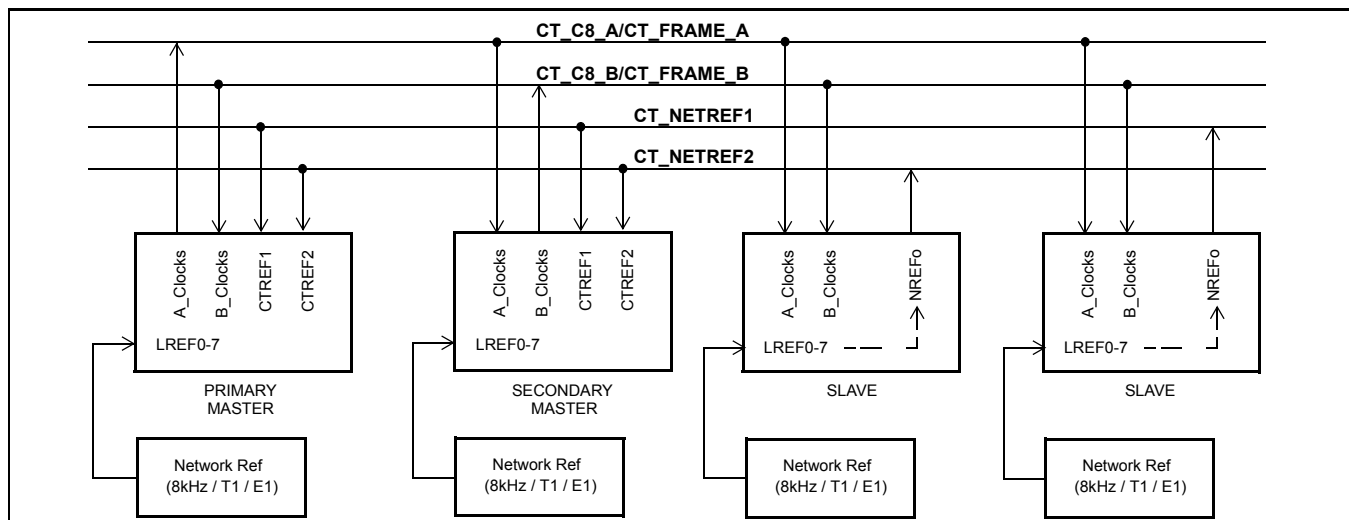 CT_C8_A/CT_FRAME_A
CT_C8_B/CT_FRAME_B
CT_NETREF1
CT_NETREF2
A_Clocks
B_Clocks
CTREF1
CTREF2
LREF0-7
PRIMARY
MASTER
Network Ref
(8kHz / T1 / E1)
A_Clocks
B_Clocks
CTREF1
CTREF2
LREF0-7
SECONDARY
MASTER
Network Ref
(8kHz / T1 / E1)
A_Clocks
B_Clocks
NREFo
LREF0-7
SLAVE
Network Ref
(8kHz / T1 / E1)
A_Clocks
B_Clocks
NREFo
LREF0-7
SLAVE
Network Ref
(8kHz / T1 / E1)